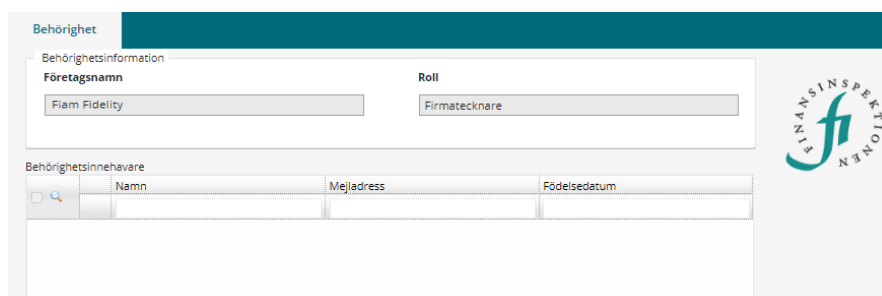 Behörighet
Behörighetsinformation
Företagsnamn Roll
Fiam Fidelity Firmatecknare
FINANSINSPEKTIONEN
fi
Behörighetsinnehavare
Namn Mejladress Födelsedatum